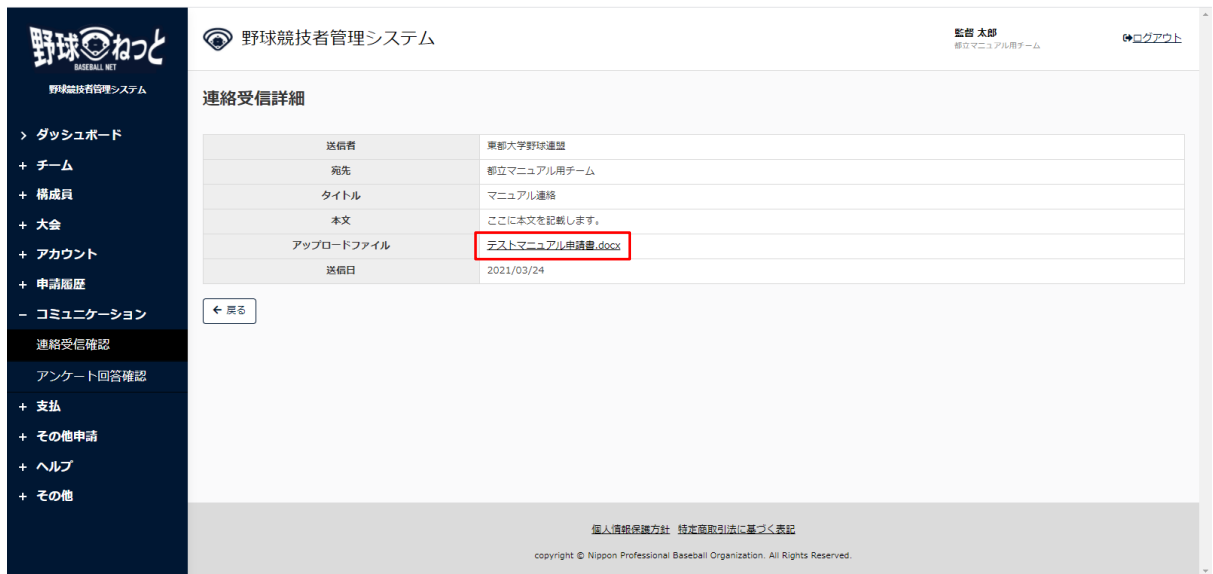 野球ねっと
BASEBALL NET
野球競技者管理システム
> ダッシュボード
+ チーム
+ 構成員
+ 大会
+ アカウント
+ 申請履歴
− コミュニケーション
連絡受信確認
アンケート回答確認
+ 支払
+ その他申請
+ ヘルプ
+ その他
野球競技者管理システム
監督 太郎
都立マニュアル用チーム
ログアウト
連絡受信詳細
送信者 東都大学野球連盟
宛先 都立マニュアル用チーム
タイトル マニュアル連絡
本文 ここに本文を記載します。
アップロードファイル テストマニュアル申請書.docx
送信日 2021/03/24
← 戻る
個人情報保護方針 特定商取引法に基づく表記
copyright © Nippon Professional Baseball Organization. All Rights Reserved.